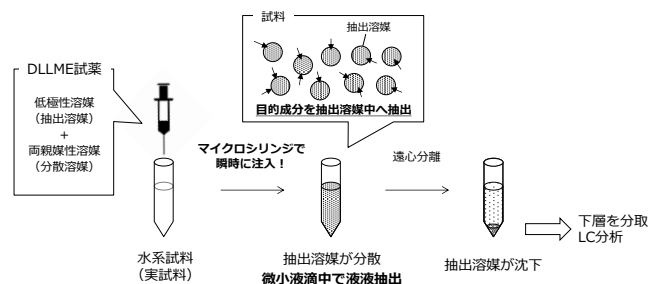 DLLME試薬
低極性溶媒
（抽出溶媒）
+
両親媒性溶媒
（分散溶媒）
水系試料
（実試料）
マイクロシリンジで
瞬時に注入！
試料
抽出溶媒
目的成分を抽出溶媒中へ抽出
抽出溶媒が分散
微小液滴中で液液抽出
遠心分離
抽出溶媒が沈下
下層を分取
LC分析